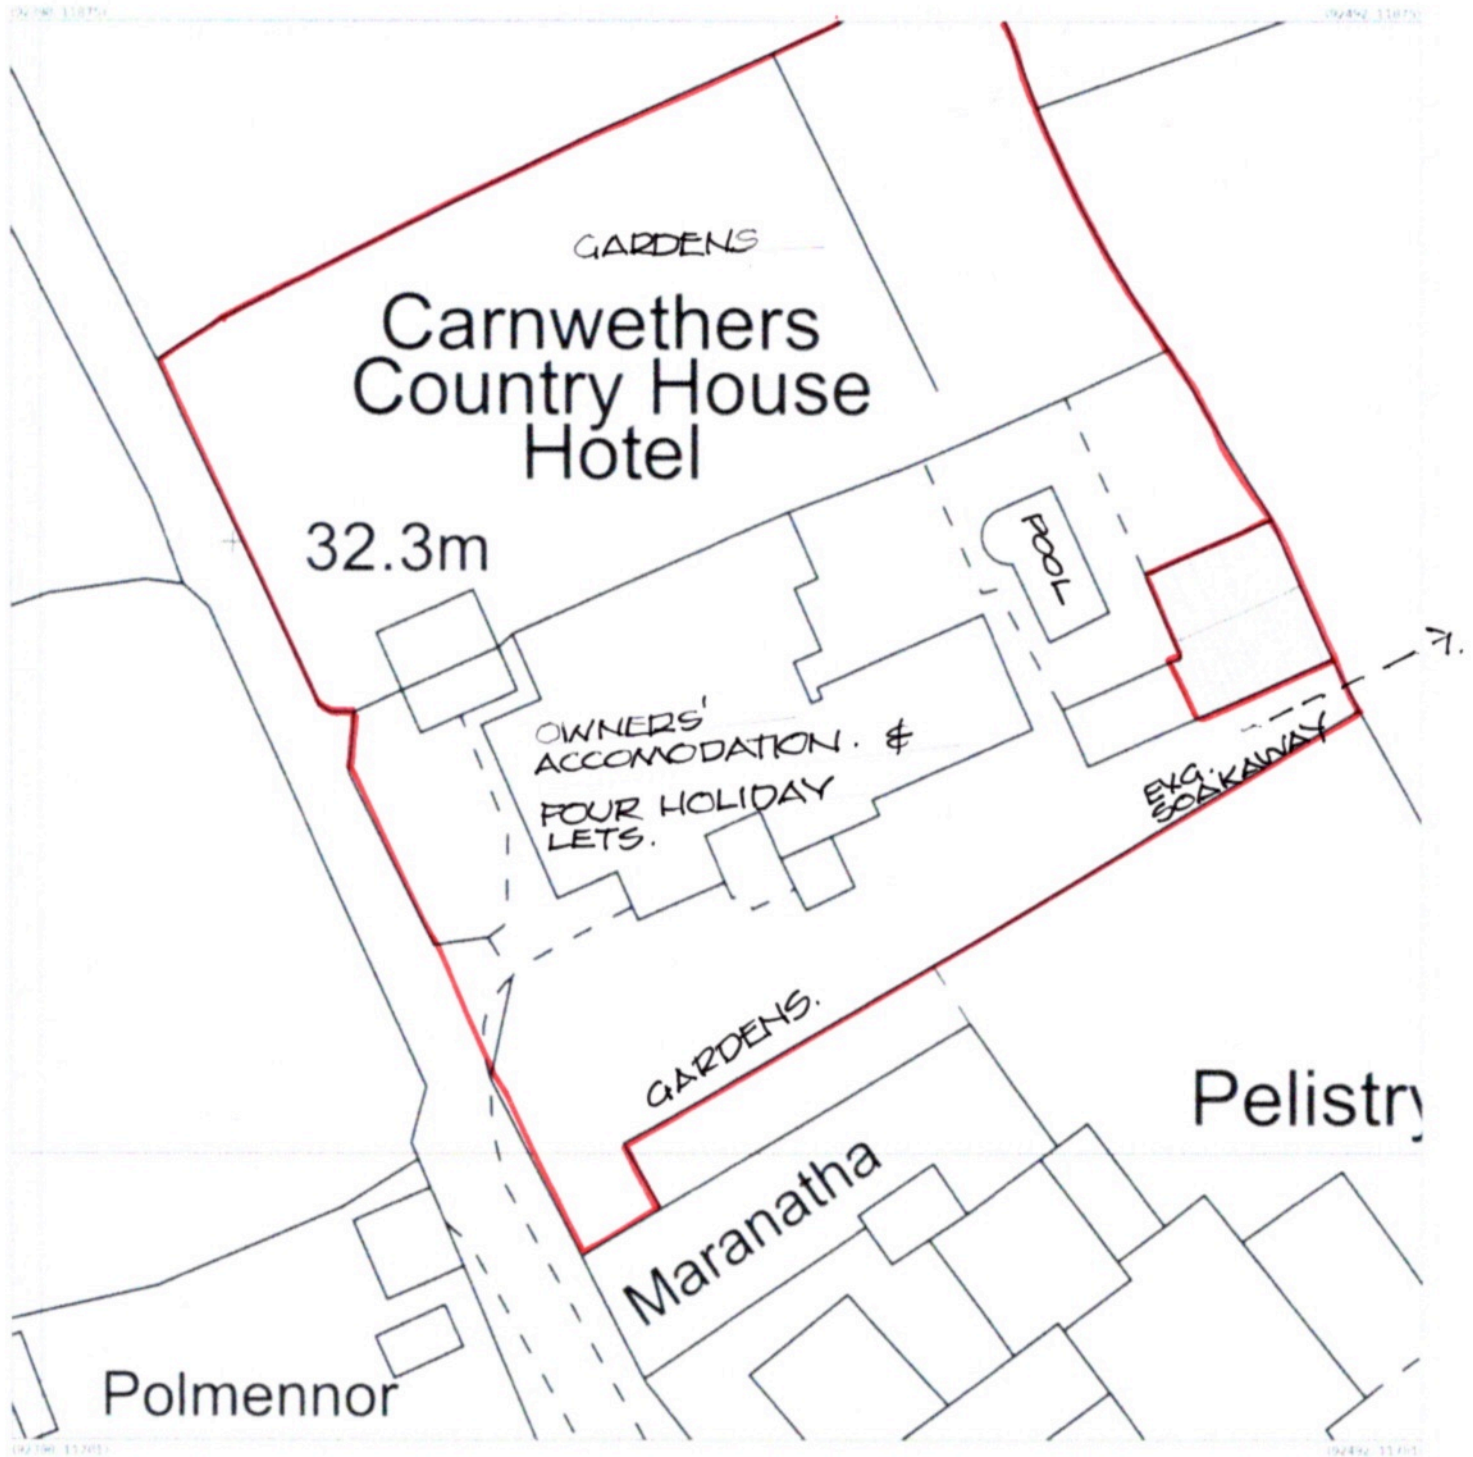 GARDENS
Carnwethers
Country House
Hotel
32.3m
POOL
OWNERS'
ACCOMODATION. &
FOUR HOLIDAY
LETS.
EXG.
SOAKAWAY
GARDENS.
Pelistry
Maranatha
Polmennor